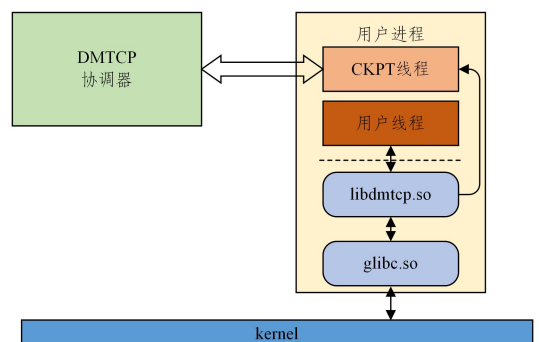 DMTCP
协调器
用户进程
CKPT线程
用户线程
libdmtcp.so
glibc.so
kernel